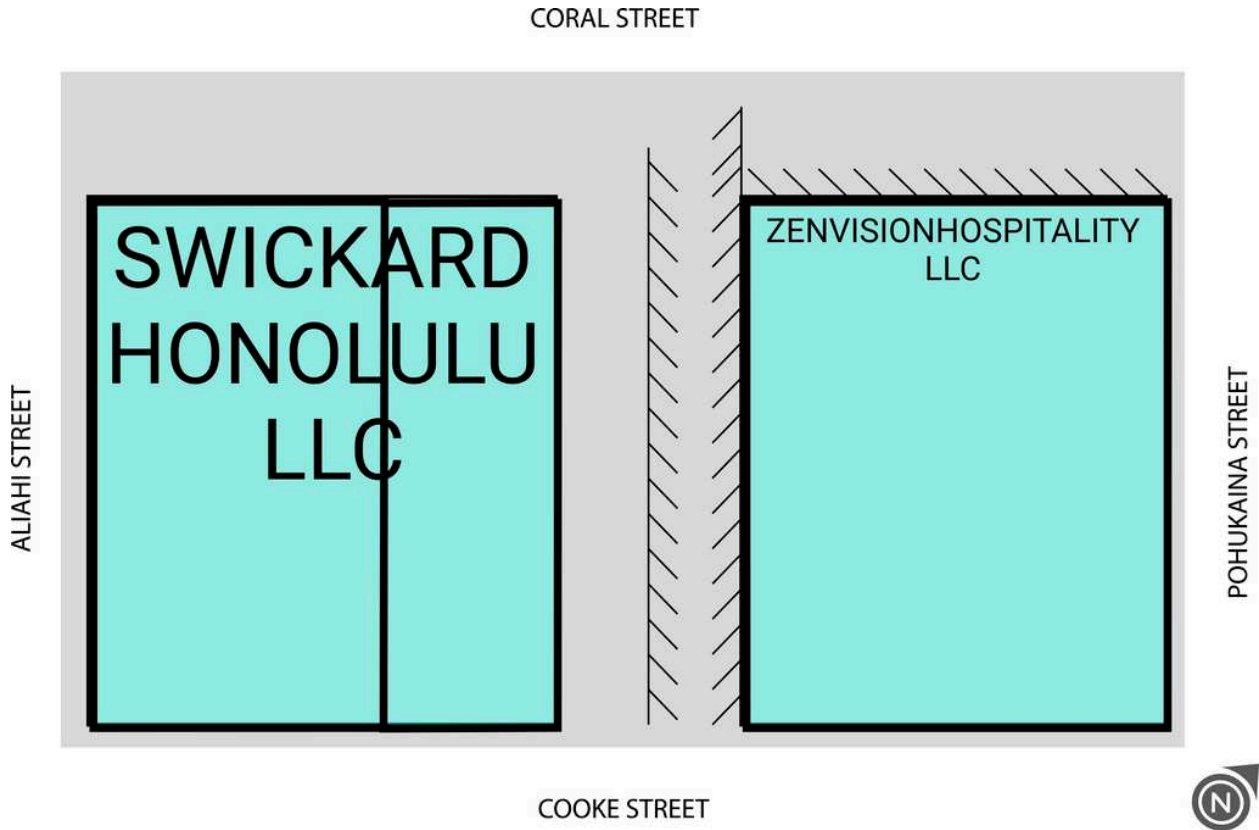 CORAL STREET
SWICKARD
HONOLULU
LLC
ZENVISIONHOSPITALITY
LLC
ALIAHI STREET
POHUKAINA STREET
COOKE STREET
N